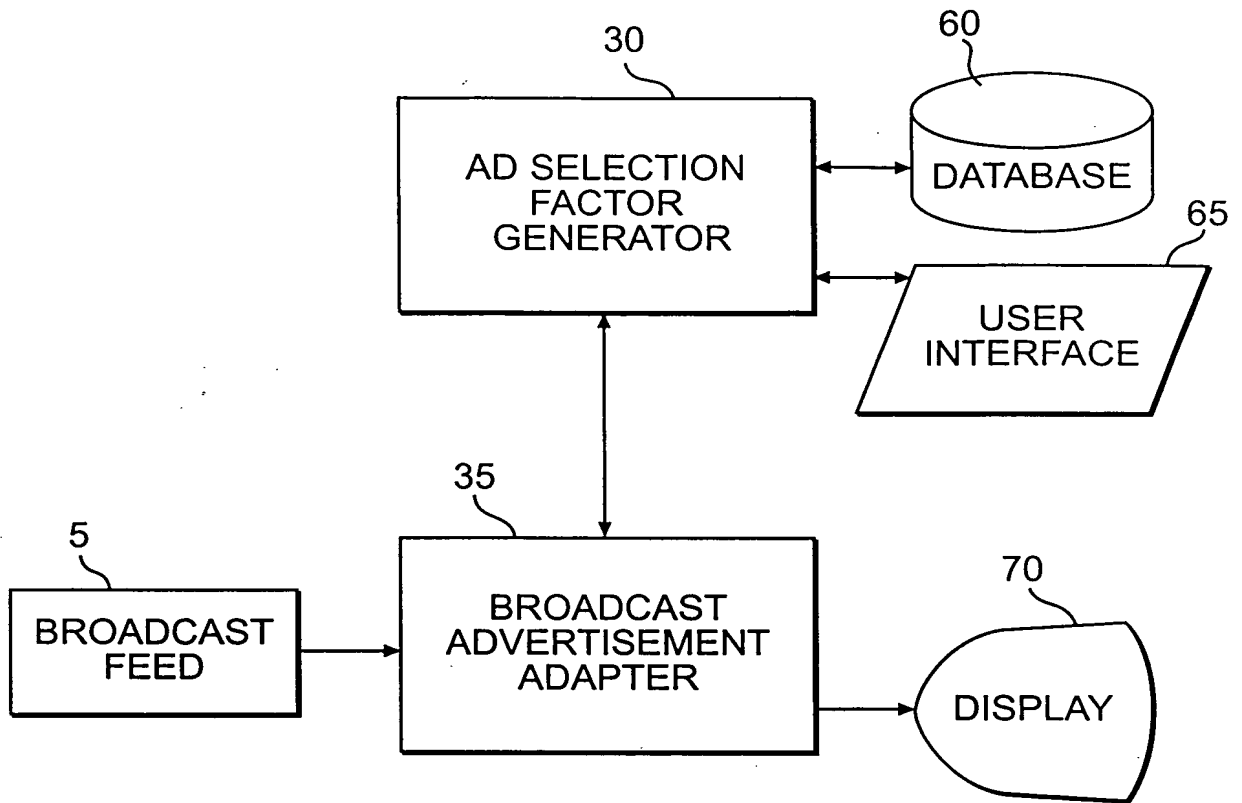 30
60
AD SELECTION
FACTOR
GENERATOR
DATABASE
65
USER
INTERFACE
35
5
BROADCAST
FEED
BROADCAST
ADVERTISEMENT
ADAPTER
70
DISPLAY